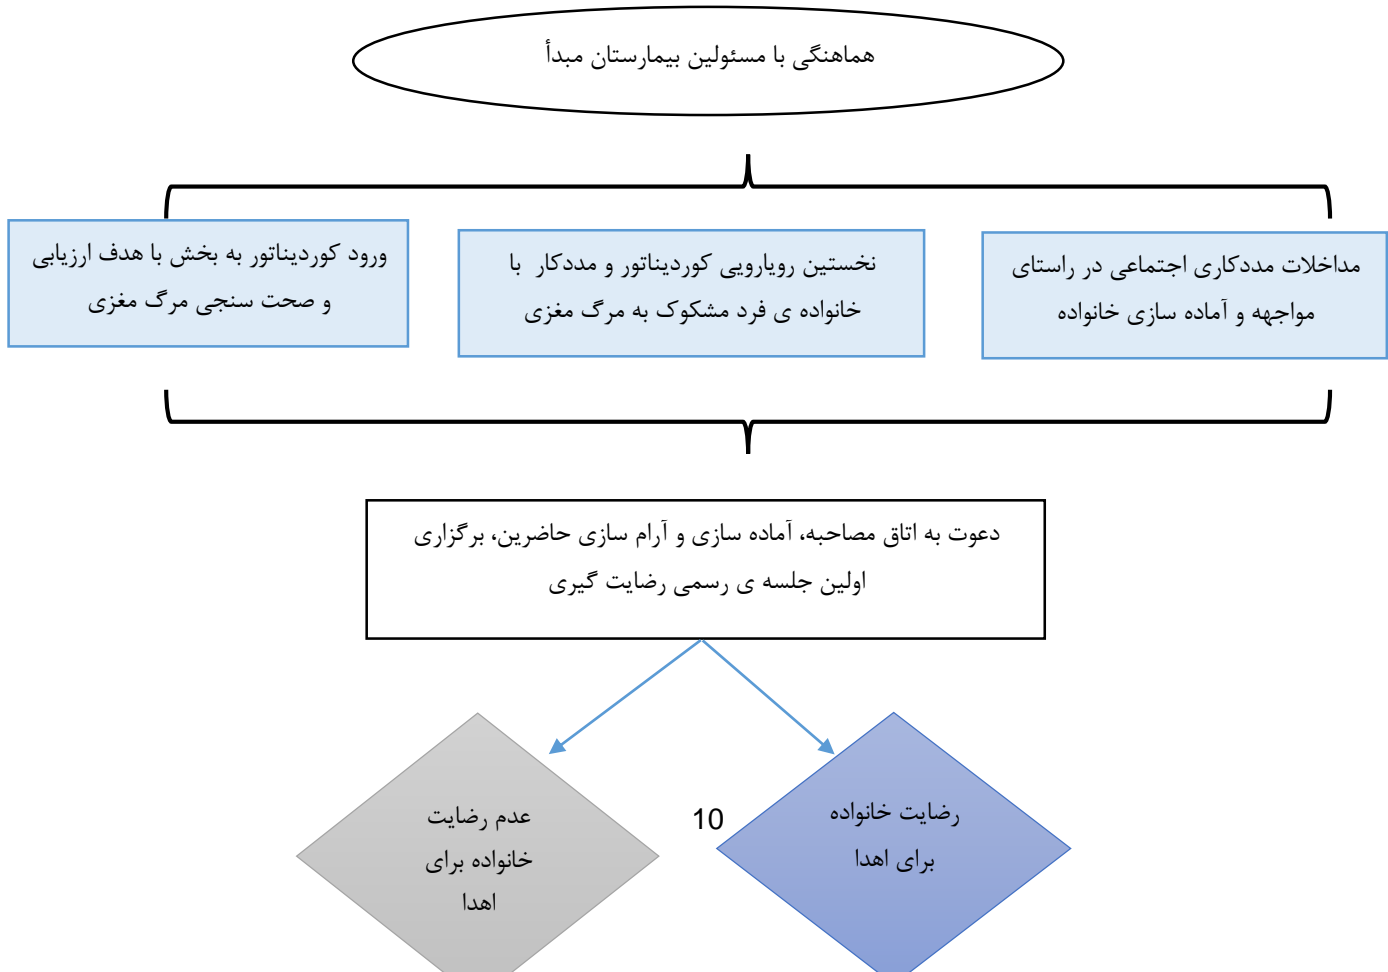 هماهنگی با مسئولین بیمارستان مبدأ
مداخلات مددکاری اجتماعی در راستای
مواجهه و آماده سازی خانواده
نخستین رویارویی کوردیناتور و مددکار با
خانواده ی فرد مشکوک به مرگ مغزی
ورود کوردیناتور به بخش با هدف ارزیابی
و صحت سنجی مرگ مغزی
دعوت به اتاق مصاحبه، آماده سازی و آرام سازی حاضرین، برگزاری
اولین جلسه ی رسمی رضایت گیری
رضایت خانواده
برای اهدا
10
عدم رضایت
خانواده برای
اهدا